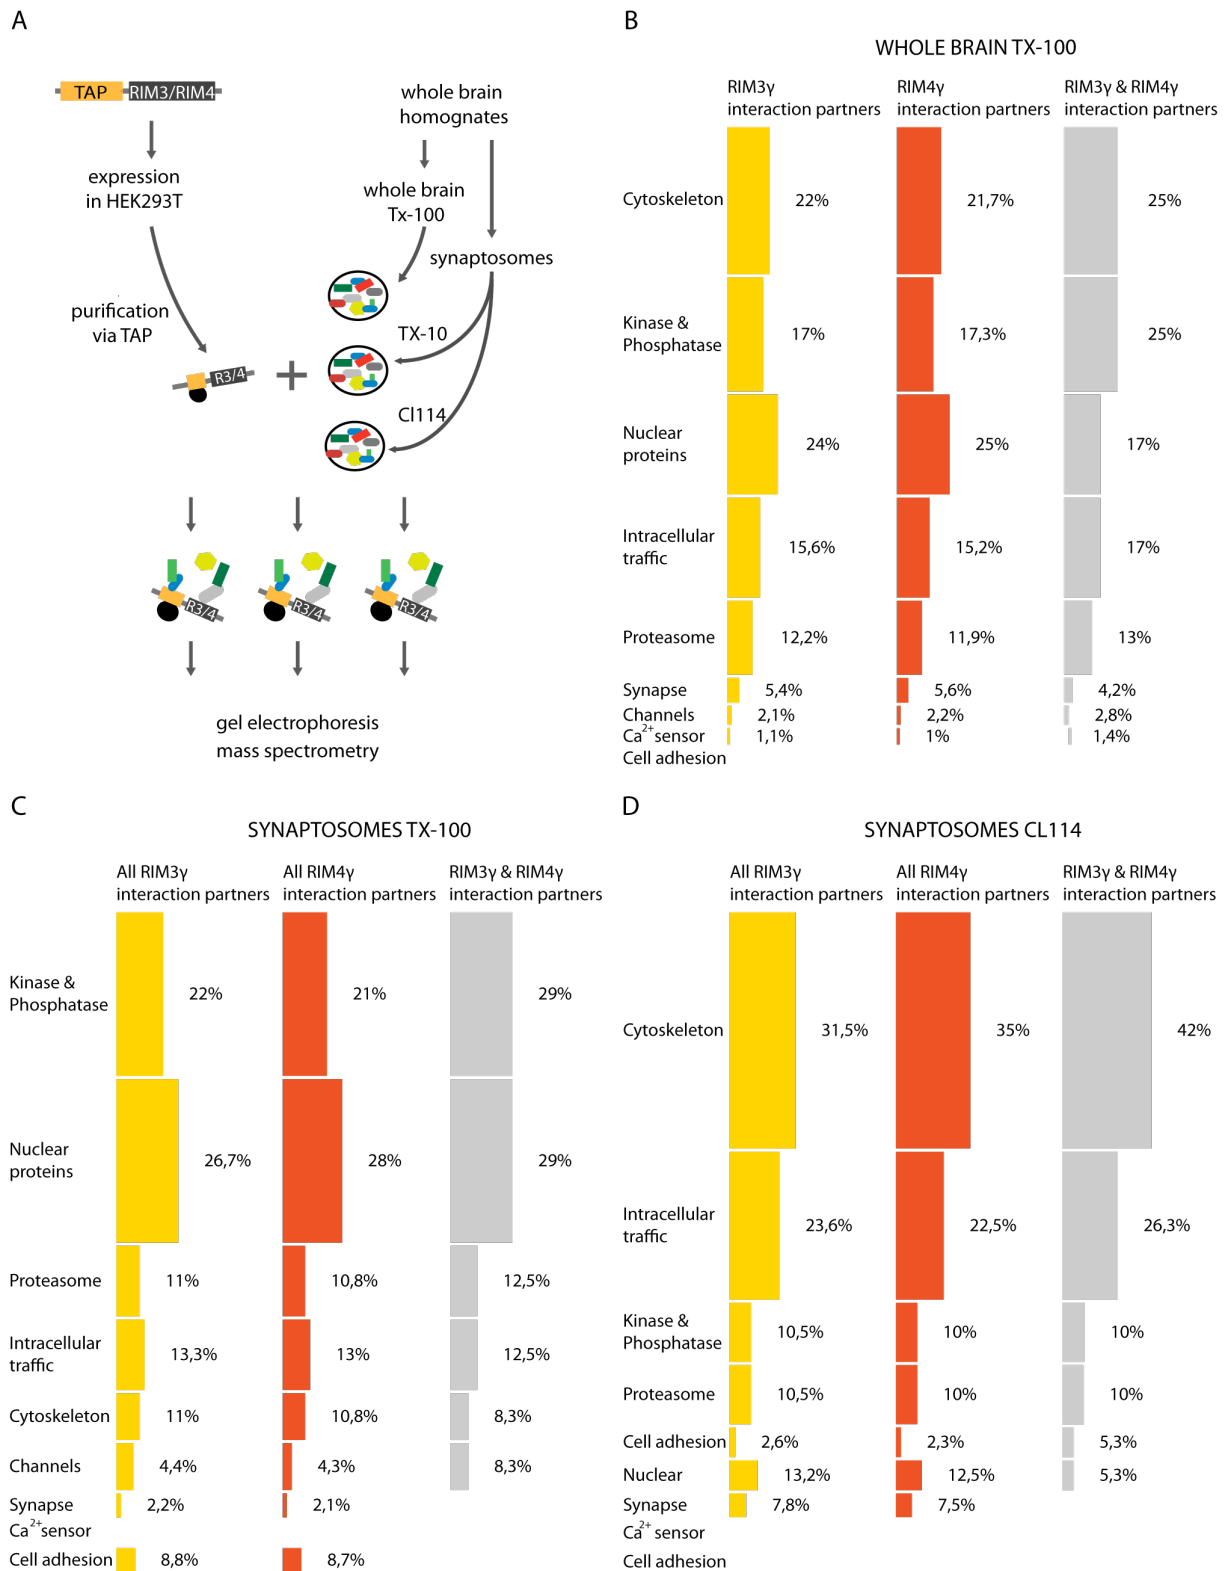 A
TAP
RIM3/RIM4
whole brain
homognates
expression
in HEK293T
whole brain
Tx-100
synaptosomes
purification
via TAP
TX-10
R3/4
+
Cl114
R3/4
R3/4
R3/4
gel electrophoresis
mass spectrometry
B
WHOLE BRAIN TX-100
RIM3γ
interaction partners
RIM4γ
interaction partners
RIM3γ & RIM4γ
interaction partners
Cytoskeleton
22%
21,7%
25%
Kinase &
Phosphatase
17%
17,3%
25%
Nuclear
proteins
24%
25%
17%
Intracellular
traffic
15,6%
15,2%
17%
Proteasome
12,2%
11,9%
13%
Synapse
5,4%
5,6%
4,2%
Channels
2,1%
2,2%
2,8%
Ca2+ sensor
1,1%
1%
1,4%
Cell adhesion
C
SYNAPTOSOMES TX-100
All RIM3γ
interaction partners
All RIM4γ
interaction partners
RIM3γ & RIM4γ
interaction partners
Kinase &
Phosphatase
22%
21%
29%
Nuclear
proteins
26,7%
28%
29%
Proteasome
11%
10,8%
12,5%
Intracellular
traffic
13,3%
13%
12,5%
Cytoskeleton
11%
10,8%
8,3%
Channels
4,4%
4,3%
8,3%
Synapse
2,2%
2,1%
Ca2+ sensor
Cell adhesion
8,8%
8,7%
D
SYNAPTOSOMES CL114
All RIM3γ
interaction partners
All RIM4γ
interaction partners
RIM3γ & RIM4γ
interaction partners
Cytoskeleton
31,5%
35%
42%
Intracellular
traffic
23,6%
22,5%
26,3%
Kinase &
Phosphatase
10,5%
10%
10%
Proteasome
10,5%
10%
10%
Cell adhesion
2,6%
2,3%
5,3%
Nuclear
13,2%
12,5%
5,3%
Synapse
7,8%
7,5%
Ca2+ sensor
Cell adhesion